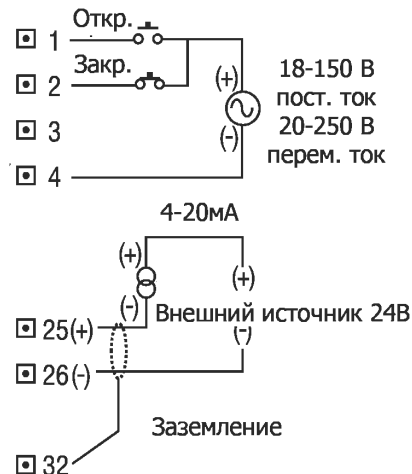 Откр.
1
Закр.
2
3
4
(+)
(-)
18-150 В
пост. ток
20-250 В
перем. ток
4-20мА
(+)
(+)
(-)
Внешний источник 24В
25(+)
(-)
26(-)
Заземление
32